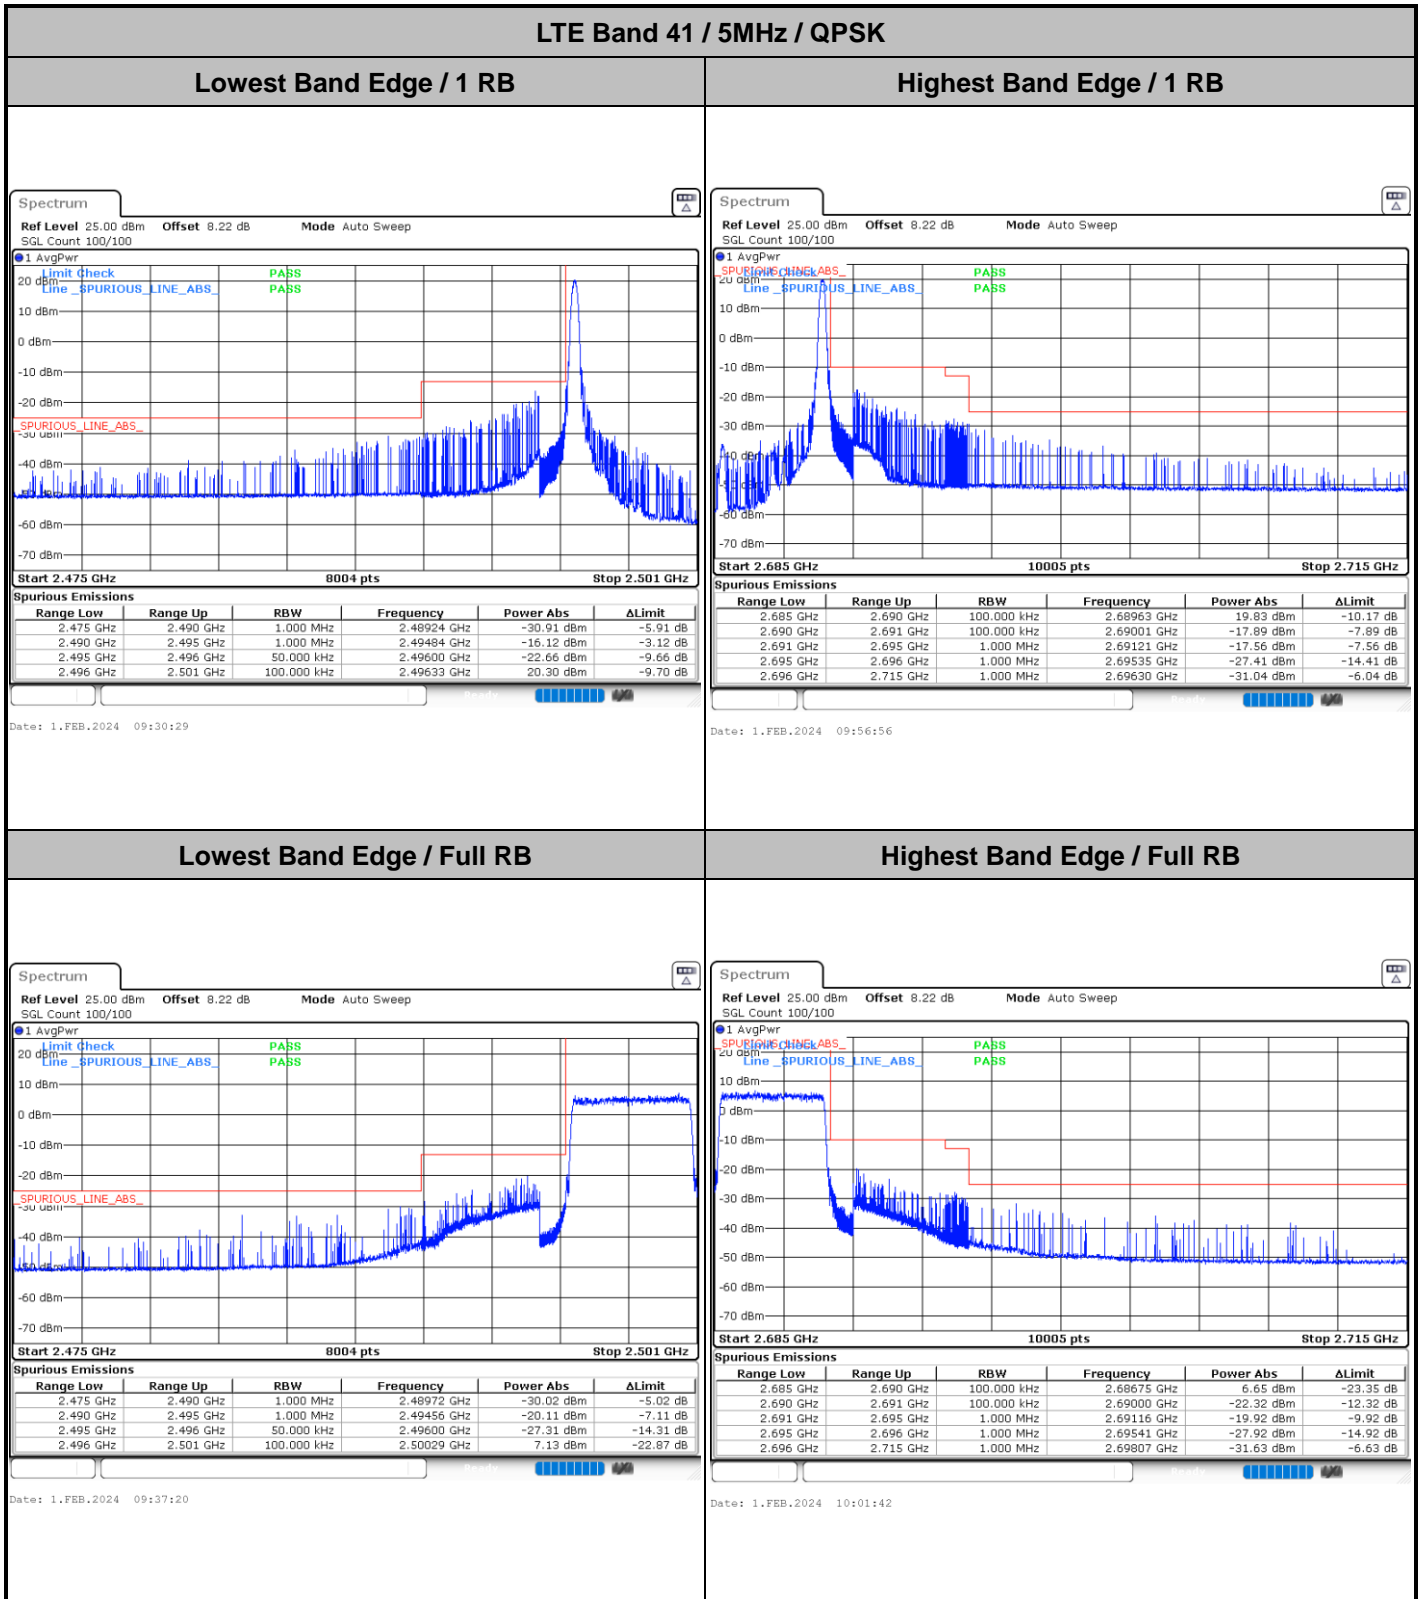 LTE Band 41 / 5MHz / QPSK
Lowest Band Edge / 1 RB
Highest Band Edge / 1 RB
Spectrum
Ref Level 25.00 dBm Offset 8.22 dB Mode Auto Sweep
SGL Count 100/100
1 AvgPwr
Limit Check PASS
20 dBm
Line _SPURIOUS_LINE_ABS_ PASS
10 dBm
0 dBm
-10 dBm
-20 dBm
_SPURIOUS_LINE_ABS_
-30 dBm
-40 dBm
-50 dBm
-60 dBm
-70 dBm
Start 2.475 GHz 8004 pts Stop 2.501 GHz
Spurious Emissions
Range Low Range Up RBW Frequency Power Abs ΔLimit
2.475 GHz 2.490 GHz 1.000 MHz 2.48924 GHz -30.91 dBm -5.91 dB
2.490 GHz 2.495 GHz 1.000 MHz 2.49484 GHz -16.12 dBm -3.12 dB
2.495 GHz 2.496 GHz 50.000 kHz 2.49600 GHz -22.66 dBm -9.66 dB
2.496 GHz 2.501 GHz 100.000 kHz 2.49633 GHz 20.30 dBm -9.70 dB
Ready
Date: 1.FEB.2024 09:30:29
Spectrum
Ref Level 25.00 dBm Offset 8.22 dB Mode Auto Sweep
SGL Count 100/100
1 AvgPwr
_SPURIOUS_LINE_ABS_
Limit Check PASS
20 dBm
Line _SPURIOUS_LINE_ABS_ PASS
10 dBm
0 dBm
-10 dBm
-20 dBm
-30 dBm
-40 dBm
-50 dBm
-60 dBm
-70 dBm
Start 2.685 GHz 10005 pts Stop 2.715 GHz
Spurious Emissions
Range Low Range Up RBW Frequency Power Abs ΔLimit
2.685 GHz 2.690 GHz 100.000 kHz 2.68963 GHz 19.83 dBm -10.17 dB
2.690 GHz 2.691 GHz 100.000 kHz 2.69001 GHz -17.89 dBm -7.89 dB
2.691 GHz 2.695 GHz 1.000 MHz 2.69121 GHz -17.56 dBm -7.56 dB
2.695 GHz 2.696 GHz 1.000 MHz 2.69535 GHz -27.41 dBm -14.41 dB
2.696 GHz 2.715 GHz 1.000 MHz 2.69630 GHz -31.04 dBm -6.04 dB
Ready
Date: 1.FEB.2024 09:56:56
Lowest Band Edge / Full RB
Highest Band Edge / Full RB
Spectrum
Ref Level 25.00 dBm Offset 8.22 dB Mode Auto Sweep
SGL Count 100/100
1 AvgPwr
Limit Check PASS
20 dBm
Line _SPURIOUS_LINE_ABS_ PASS
10 dBm
0 dBm
-10 dBm
-20 dBm
_SPURIOUS_LINE_ABS_
-30 dBm
-40 dBm
-50 dBm
-60 dBm
-70 dBm
Start 2.475 GHz 8004 pts Stop 2.501 GHz
Spurious Emissions
Range Low Range Up RBW Frequency Power Abs ΔLimit
2.475 GHz 2.490 GHz 1.000 MHz 2.48972 GHz -30.02 dBm -5.02 dB
2.490 GHz 2.495 GHz 1.000 MHz 2.49456 GHz -20.11 dBm -7.11 dB
2.495 GHz 2.496 GHz 50.000 kHz 2.49600 GHz -27.31 dBm -14.31 dB
2.496 GHz 2.501 GHz 100.000 kHz 2.50029 GHz 7.13 dBm -22.87 dB
Ready
Date: 1.FEB.2024 09:37:20
Spectrum
Ref Level 25.00 dBm Offset 8.22 dB Mode Auto Sweep
SGL Count 100/100
1 AvgPwr
_SPURIOUS_LINE_ABS_
Limit Check PASS
20 dBm
Line _SPURIOUS_LINE_ABS_ PASS
10 dBm
0 dBm
-10 dBm
-20 dBm
-30 dBm
-40 dBm
-50 dBm
-60 dBm
-70 dBm
Start 2.685 GHz 10005 pts Stop 2.715 GHz
Spurious Emissions
Range Low Range Up RBW Frequency Power Abs ΔLimit
2.685 GHz 2.690 GHz 100.000 kHz 2.68675 GHz 6.65 dBm -23.35 dB
2.690 GHz 2.691 GHz 100.000 kHz 2.69000 GHz -22.32 dBm -12.32 dB
2.691 GHz 2.695 GHz 1.000 MHz 2.69116 GHz -19.92 dBm -9.92 dB
2.695 GHz 2.696 GHz 1.000 MHz 2.69541 GHz -27.92 dBm -14.92 dB
2.696 GHz 2.715 GHz 1.000 MHz 2.69807 GHz -31.63 dBm -6.63 dB
Ready
Date: 1.FEB.2024 10:01:42